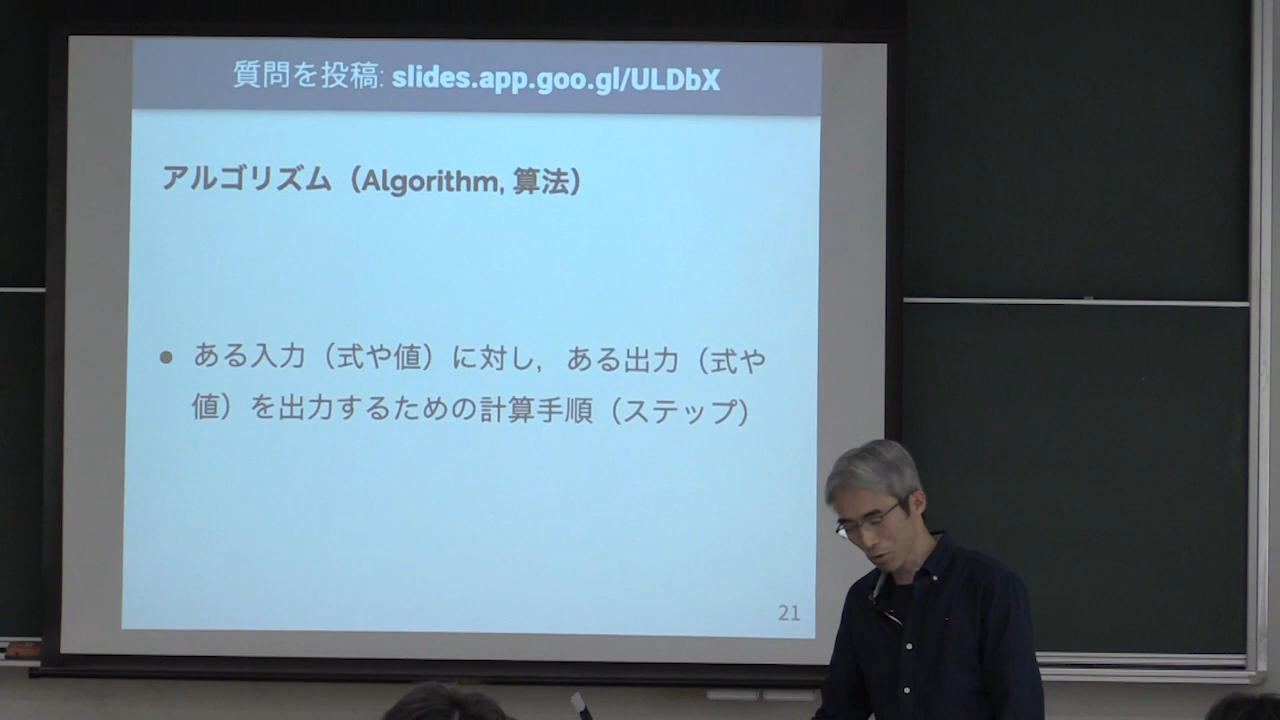 質問を投稿: slides.app.goo.gl/ULDbX
アルゴリズム（Algorithm, 算法）
● ある入力（式や値）に対し，ある出力（式や
値）を出力するための計算手順（ステップ）
21